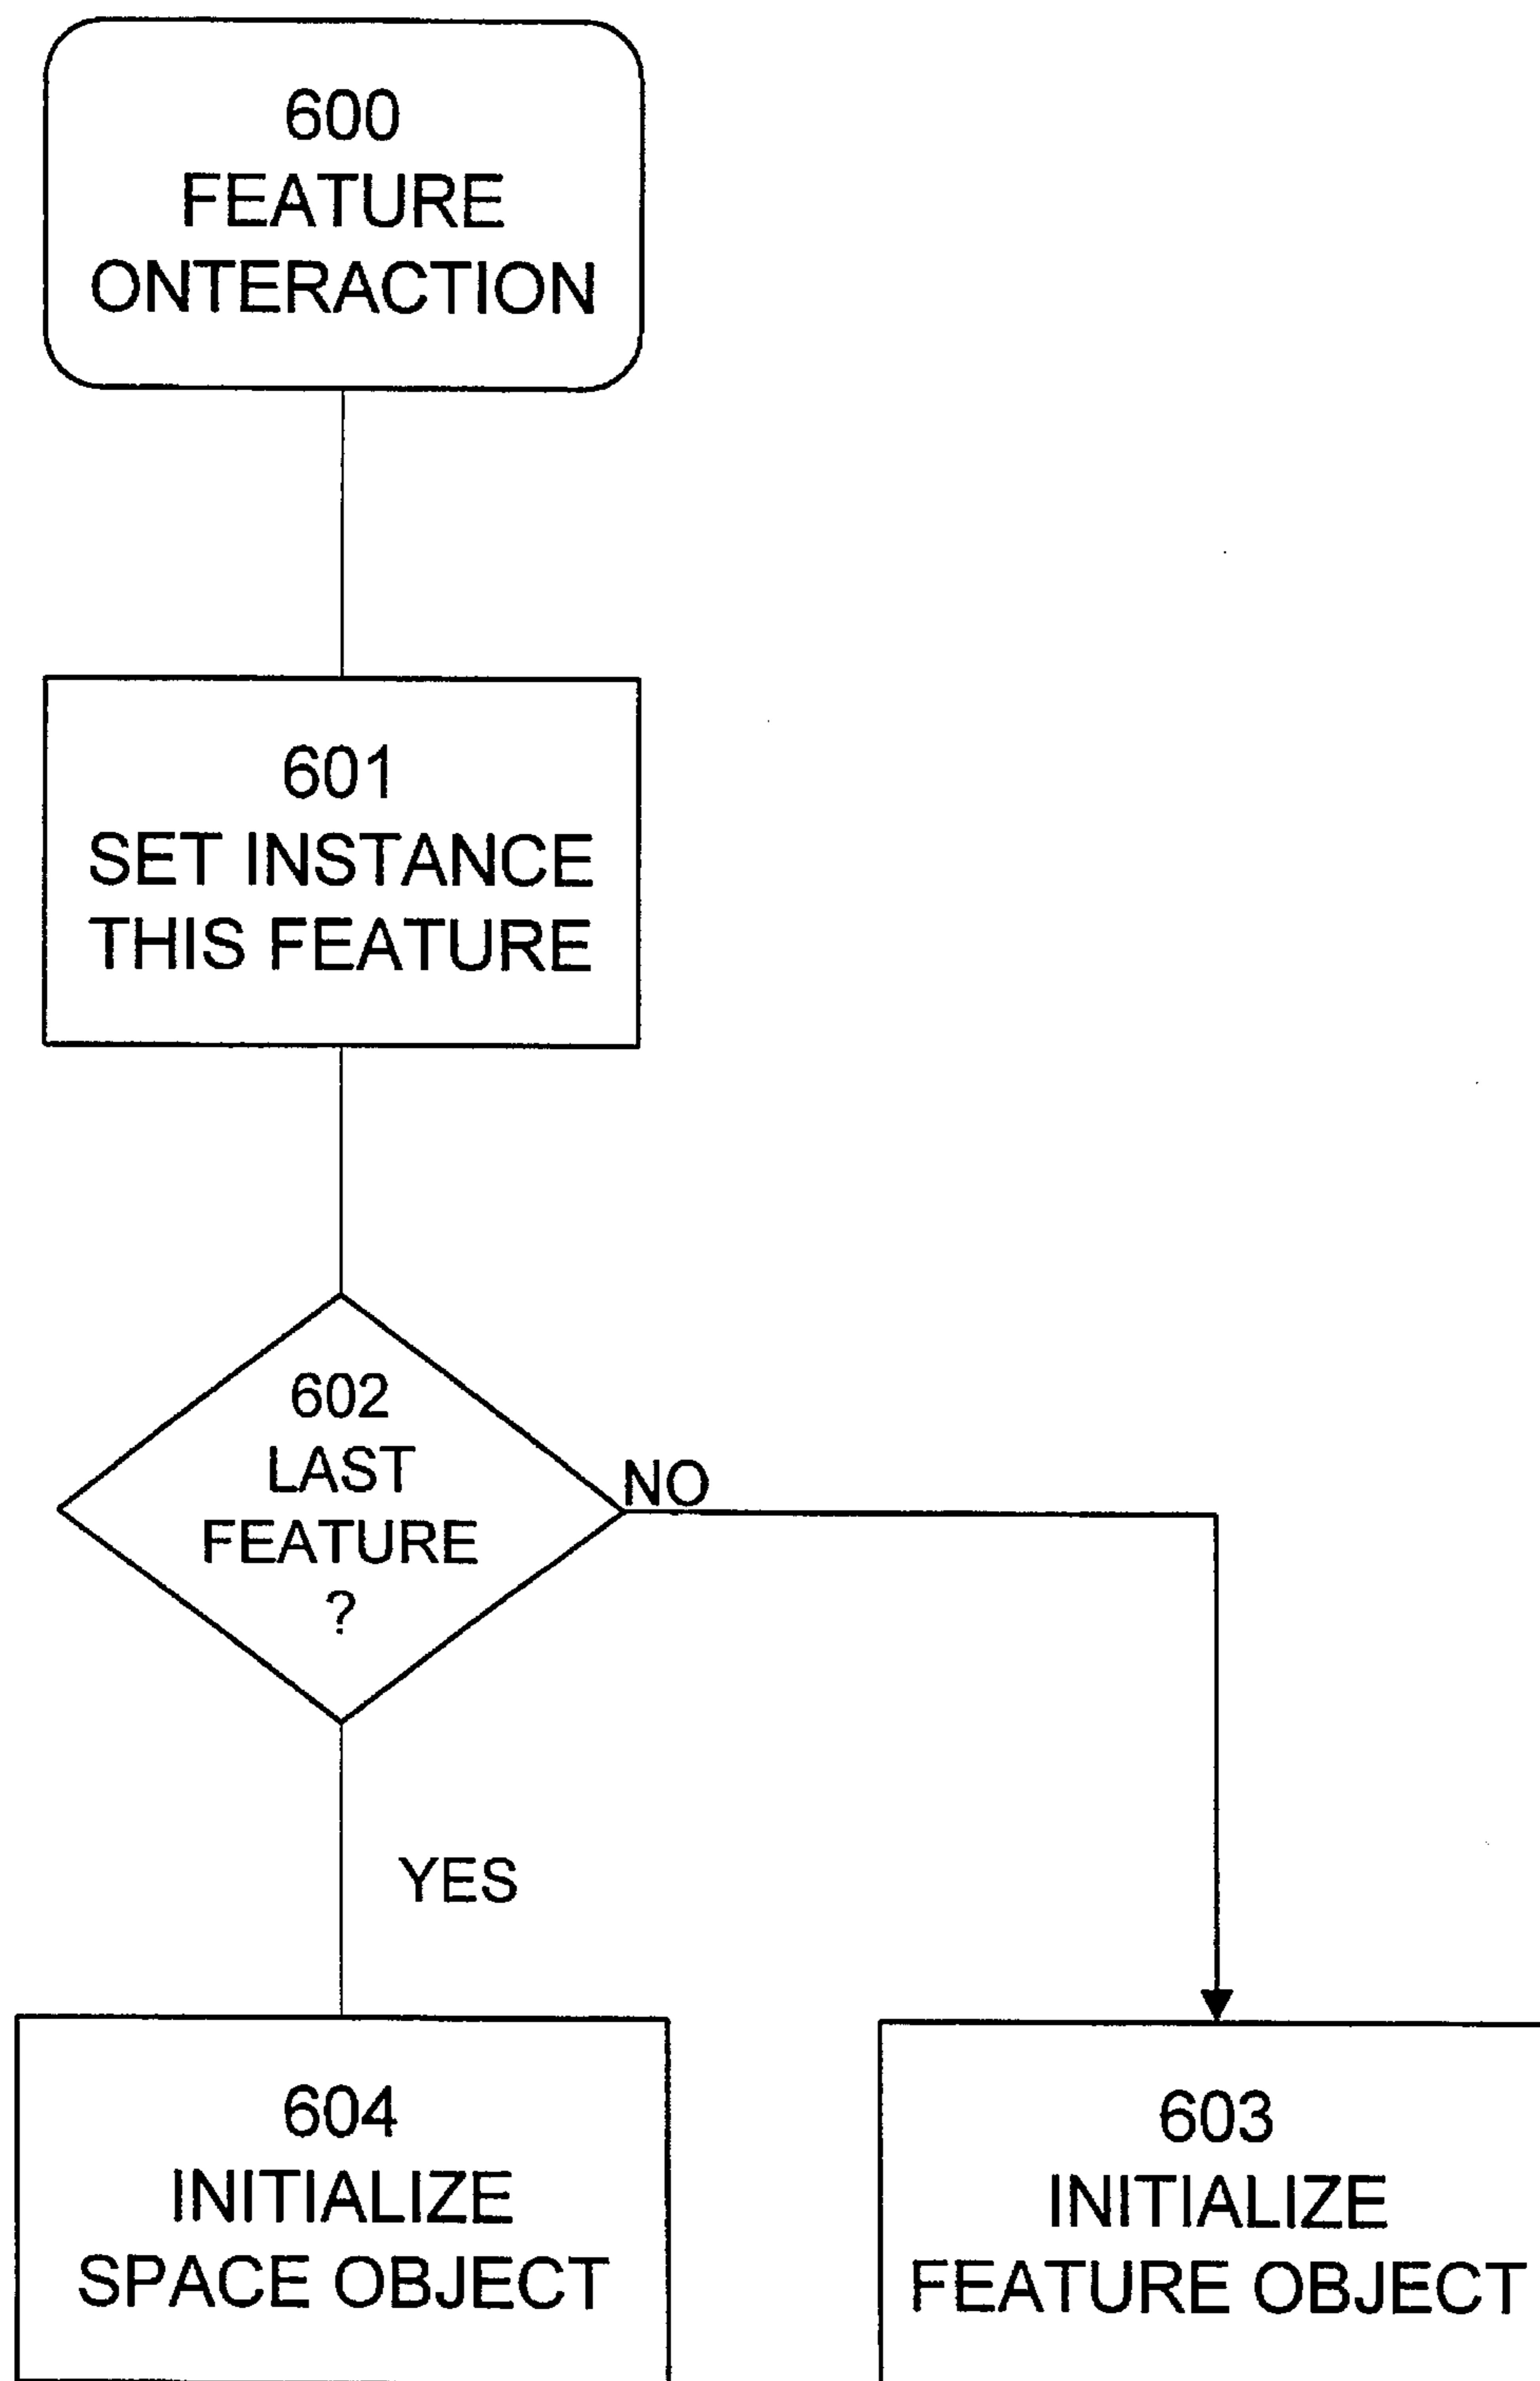 600
FEATURE
ONTERACTION
601
SET INSTANCE
THIS FEATURE
602
LAST
FEATURE
?
NO
YES
604
INITIALIZE
SPACE OBJECT
603
INITIALIZE
FEATURE OBJECT